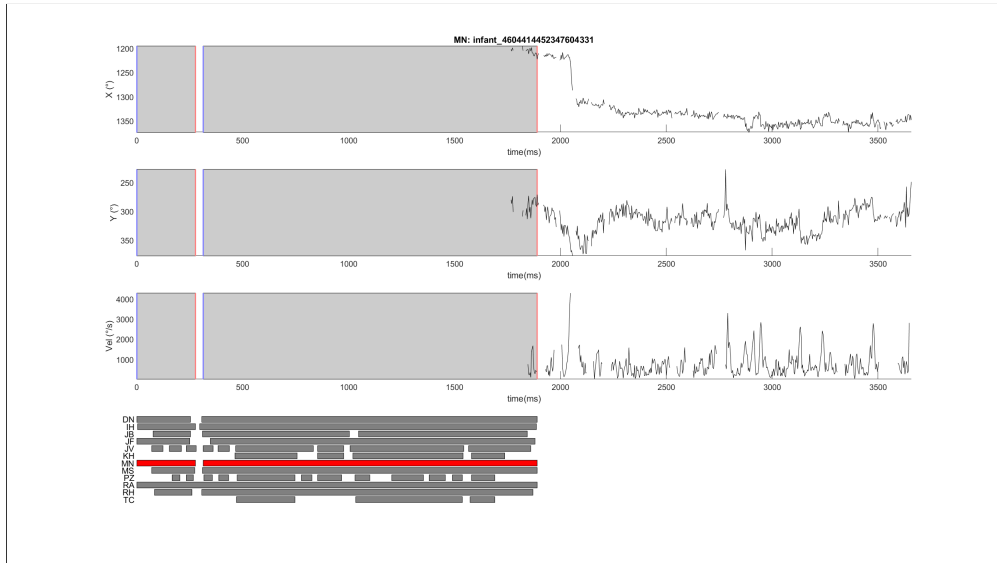 MN: infant_4604414452347604331
1200
1250
1300
1350
X (°)
0 500 1000 1500 2000 2500 3000 3500
time(ms)
250
300
350
Y (°)
0 500 1000 1500 2000 2500 3000 3500
time(ms)
4000
3000
2000
1000
Vel (°/s)
0 500 1000 1500 2000 2500 3000 3500
time(ms)
DN
IH
JB
JF
JV
KH
MN
MS
PZ
RA
RH
TC